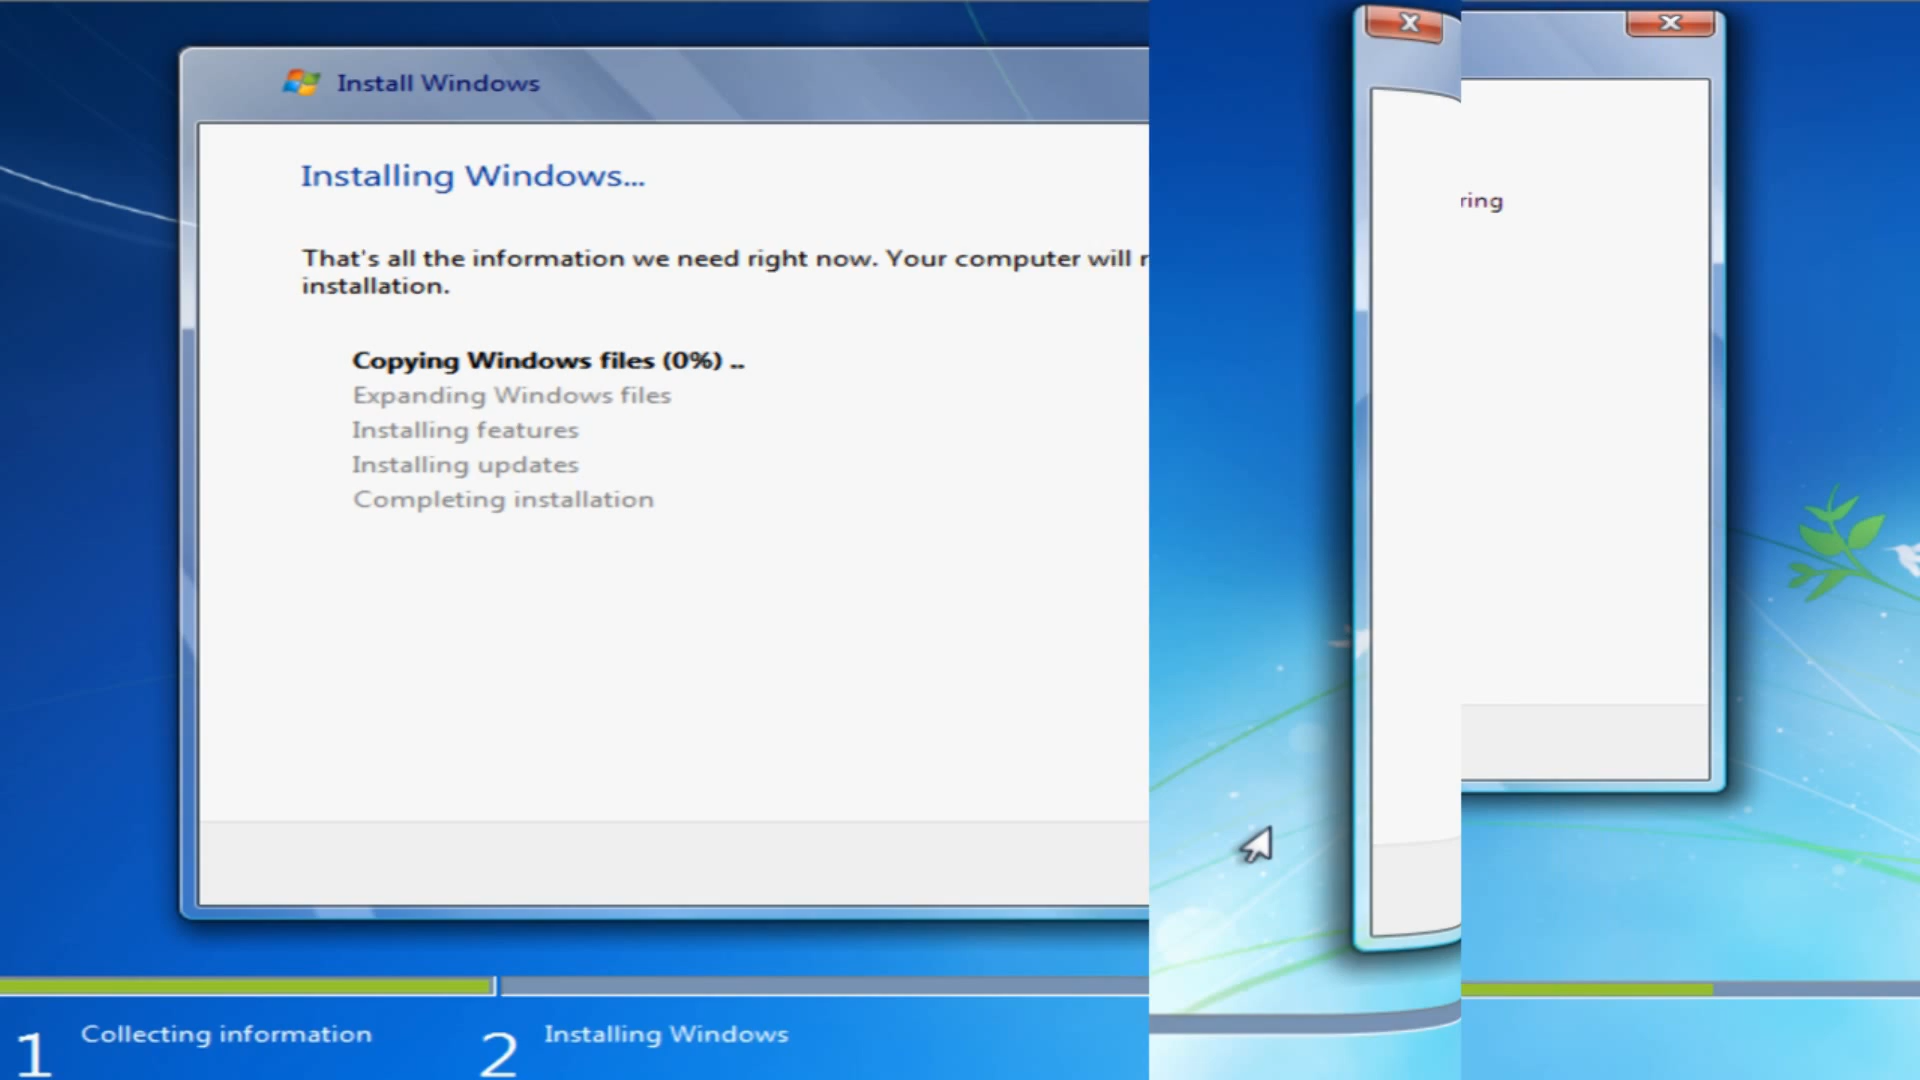 Install Windows
Installing Windows...
That's all the information we need right now. Your computer will
installation.
Copying Windows files (0%) ..
Expanding Windows files
Installing features
Installing updates
Completing installation
ring
1 Collecting information
2 Installing Windows